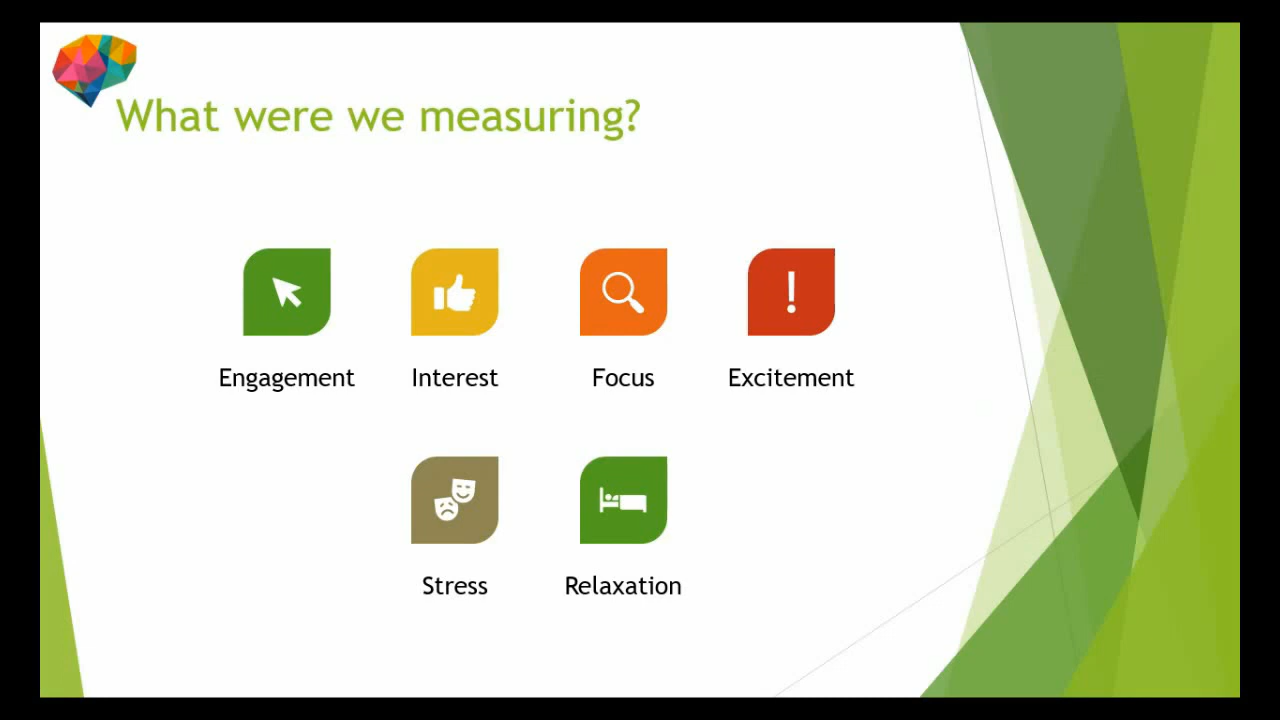 What were we measuring?
Engagement Interest Focus Excitement
Stress Relaxation